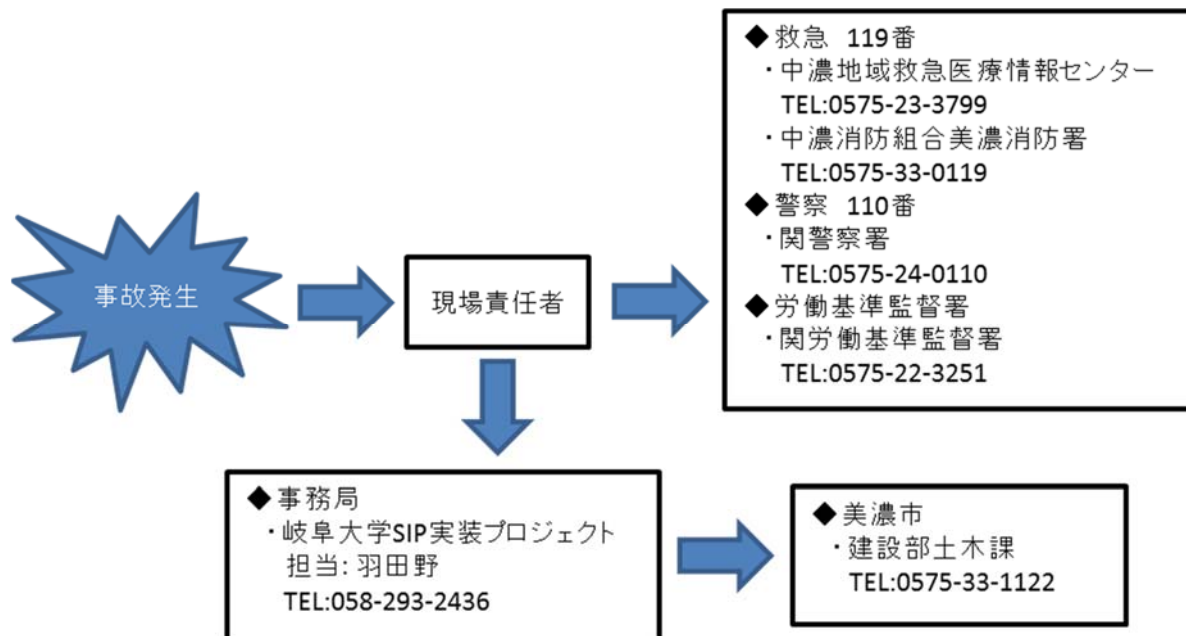 事故発生
現場責任者
◆救急 119番
・中濃地域救急医療情報センター
TEL:0575-23-3799
・中濃消防組合美濃消防署
TEL:0575-33-0119
◆警察 110番
・関警察署
TEL:0575-24-0110
◆労働基準監督署
・関労働基準監督署
TEL:0575-22-3251
◆事務局
・岐阜大学SIP実装プロジェクト
担当: 羽田野
TEL:058-293-2436
◆美濃市
・建設部土木課
TEL:0575-33-1122